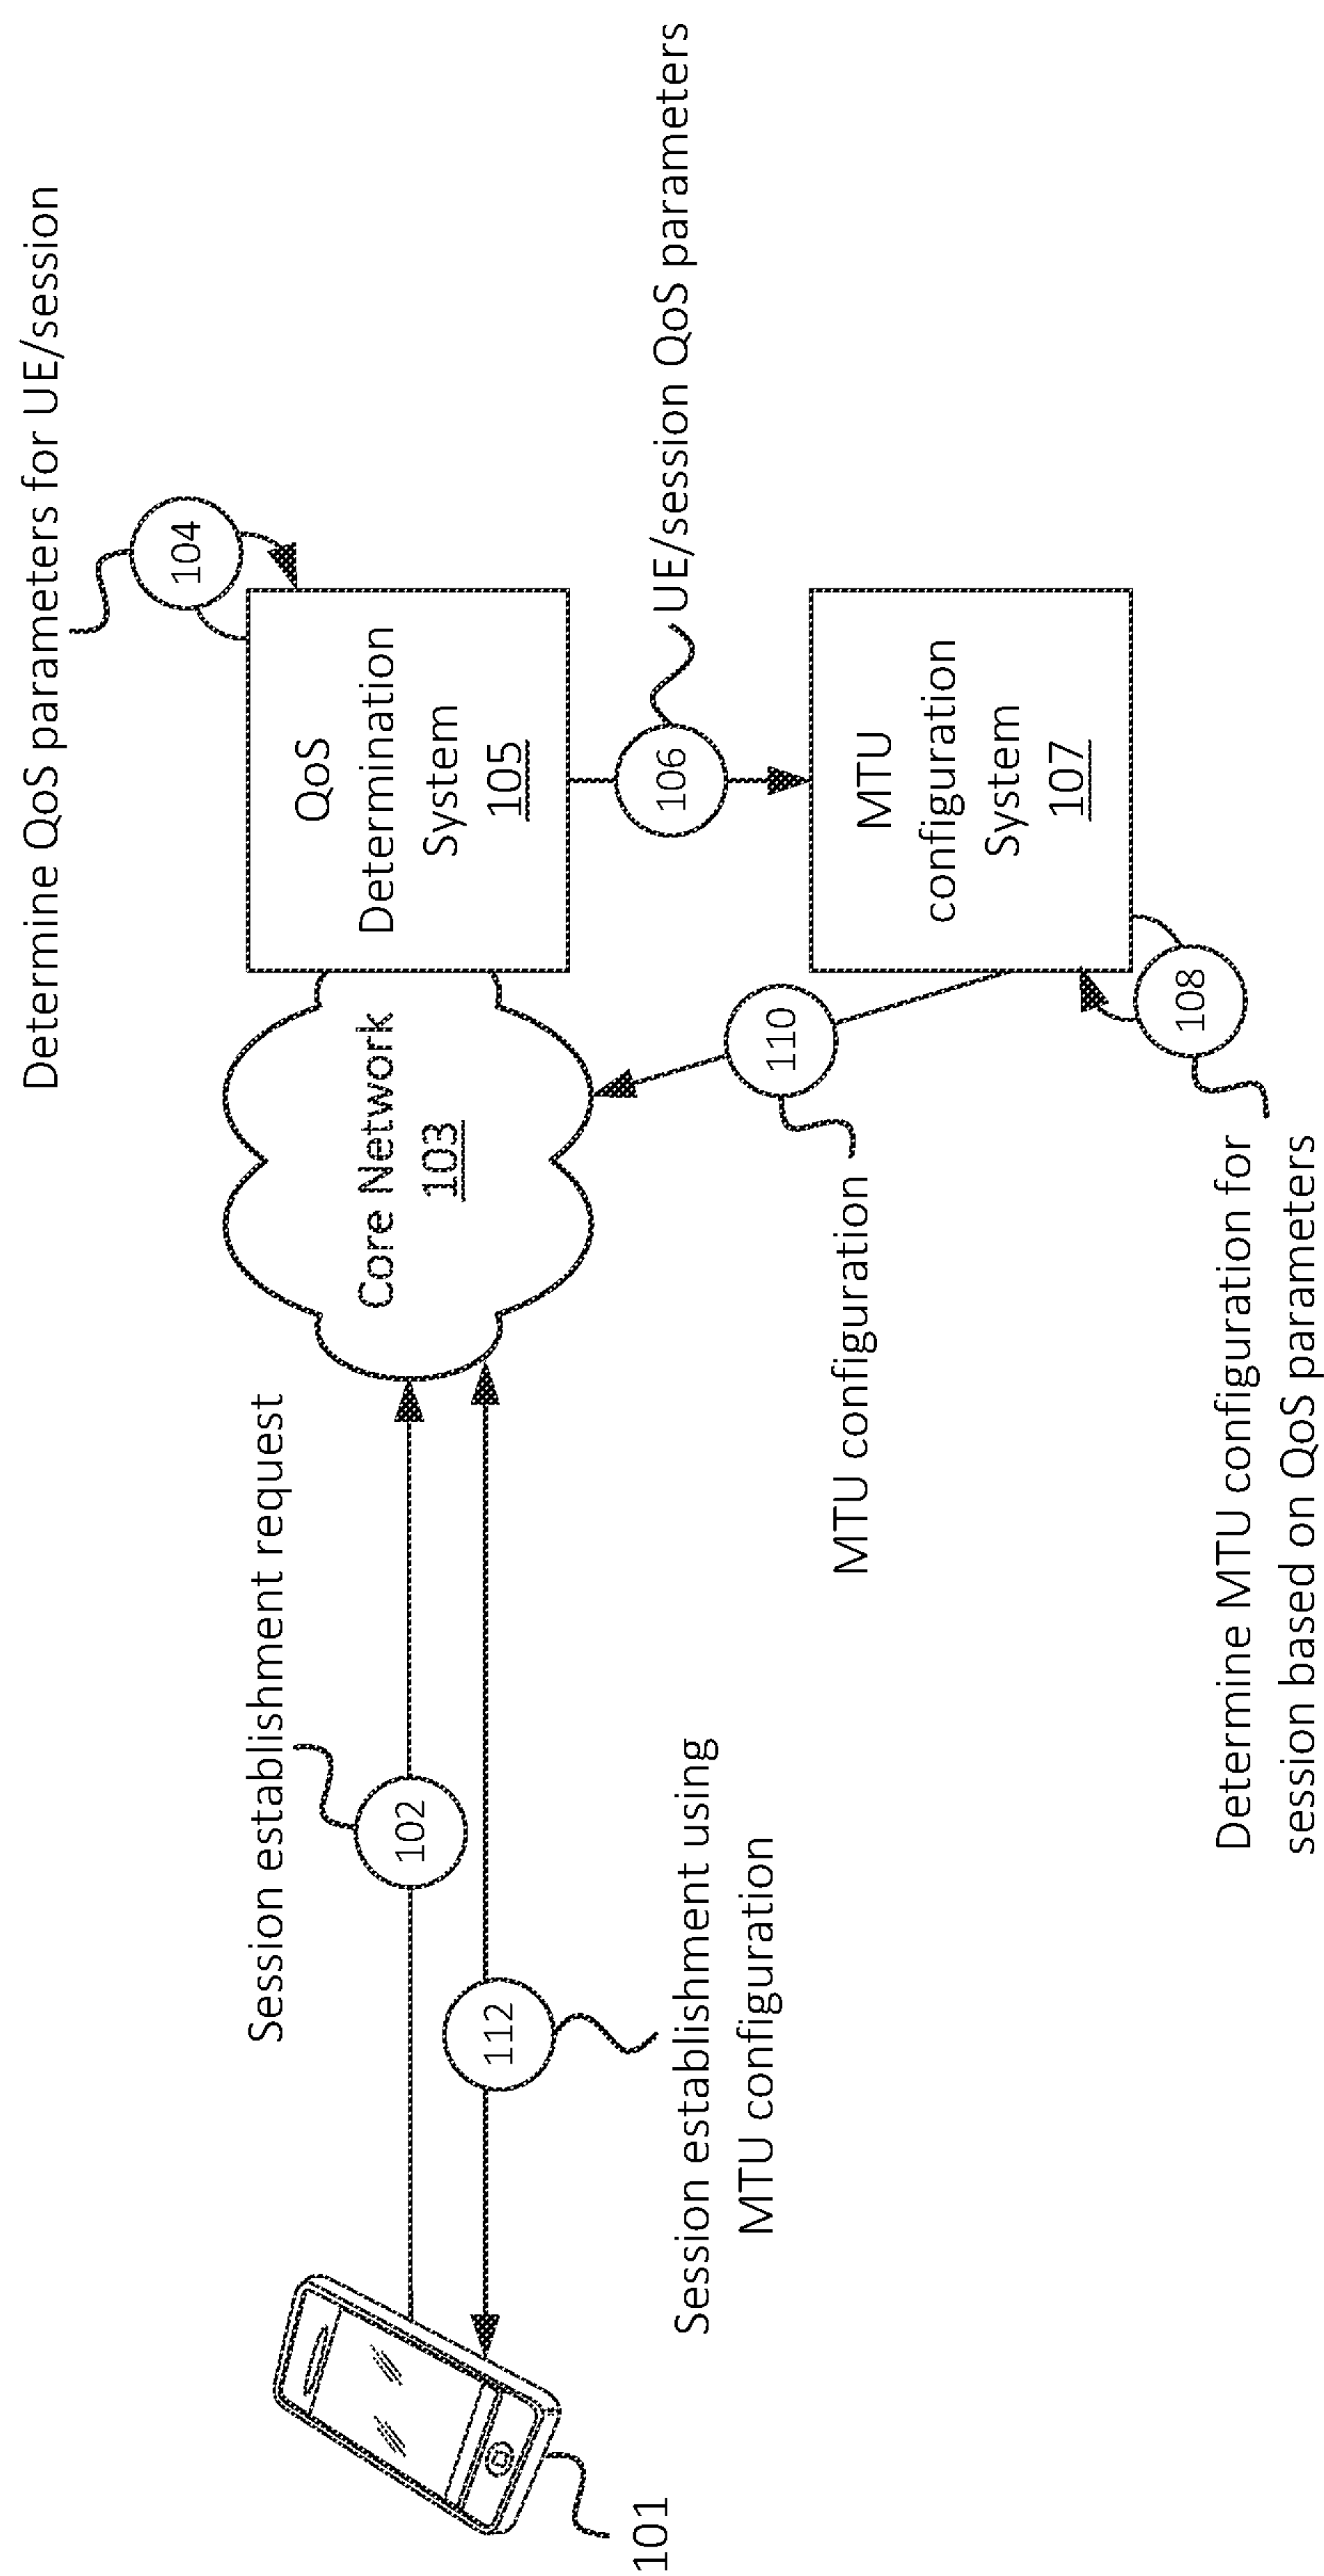 Determine QoS parameters for UE/session
104
QoS
Determination
System
105
Core Network
103
Session establishment request
102
112
Session establishment using
MTU configuration
101
106
UE/session QoS parameters
MTU
configuration
System
107
110
MTU configuration
108
Determine MTU configuration for
session based on QoS parameters